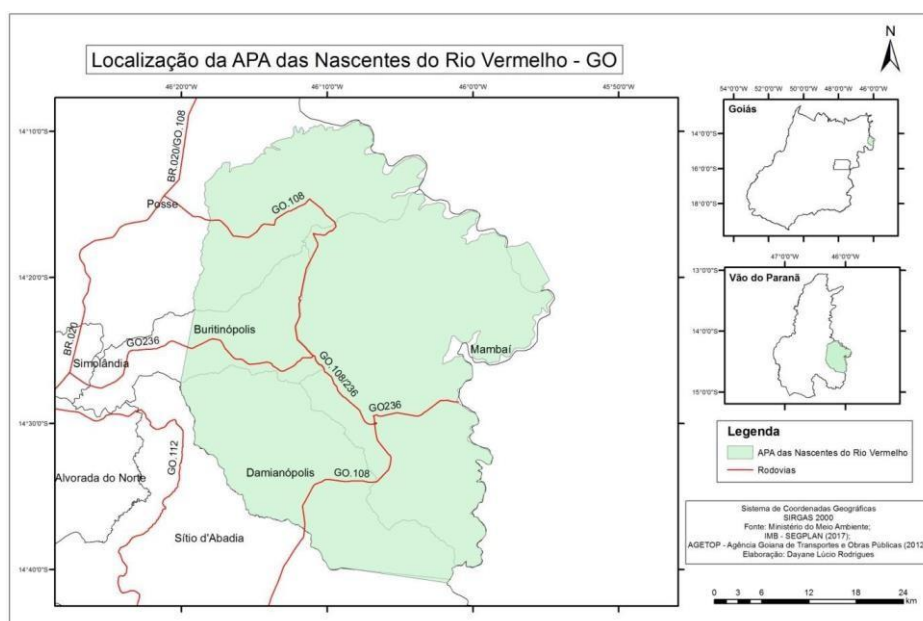 Localização da APA das Nascentes do Rio Vermelho - GO
N
46°20'0"W
46°10'0"W
46°0'0"W
45°50'0"W
14°10'0"S
14°20'0"S
14°30'0"S
14°40'0"S
BR.020/GO.108
Posse
GO.108
BR.020
Simolândia
GO236
Buritinópolis
GO.108/236
Mambaí
GO236
GO.112
Alvorada do Norte
Damianópolis
GO.108
Sítio d'Abadia
54°0'0"W
52°0'0"W
50°0'0"W
48°0'0"W
46°0'0"W
Goiás
14°0'0"S
16°0'0"S
18°0'0"S
47°0'0"W
46°0'0"W
13°0'0"S
Vão do Paranã
14°0'0"S
15°0'0"S
Legenda
APA das Nascentes do Rio Vermelho
Rodovias
Sistema de Coordenadas Geográficas
SIRGAS 2000
Fonte: Ministério do Meio Ambiente;
IMB - SEGPLAN (2017);
AGETOP - Agência Goiana de Transportes e Obras Públicas (2012
Elaboração: Dayane Lúcio Rodrigues
0 3 6 12 18 24
km